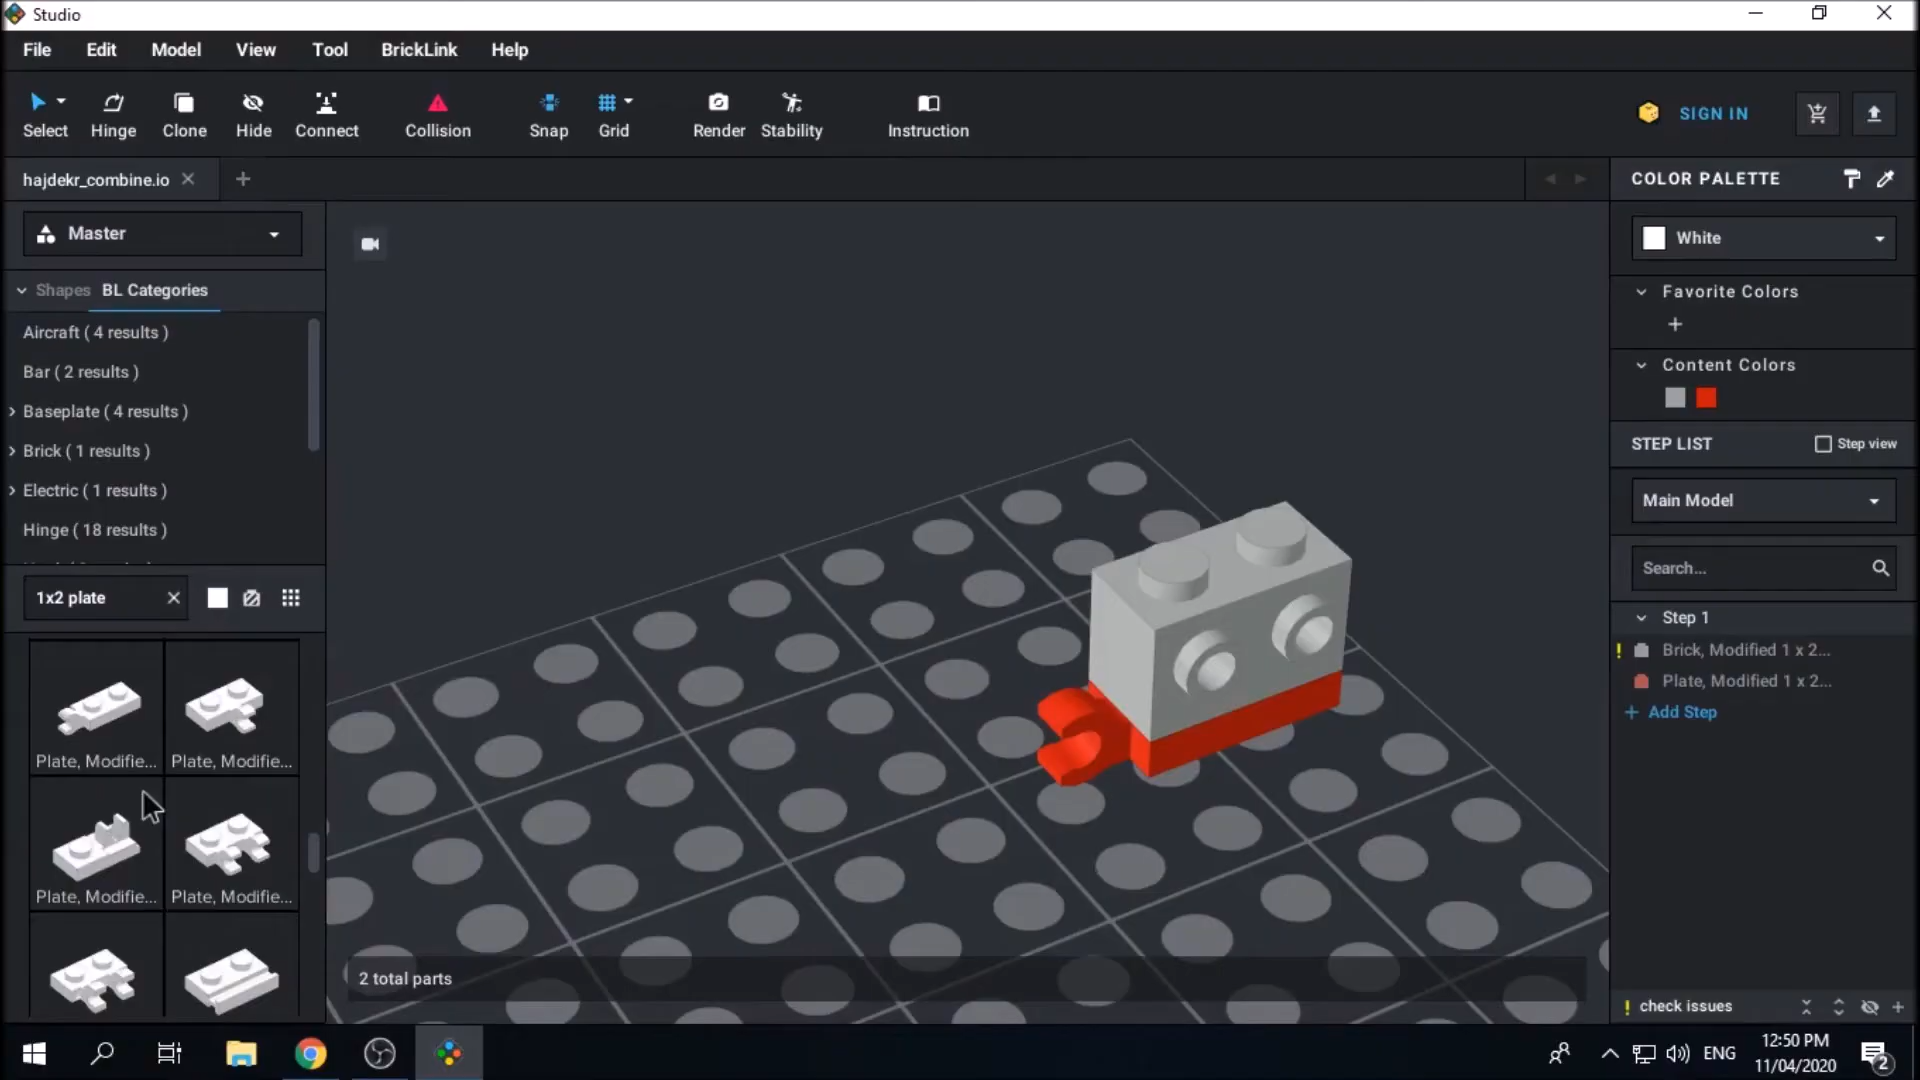 Studio
File Edit Model View Tool BrickLink Help
Select Hinge Clone Hide Connect Collision Snap Grid Render Stability Instruction
SIGN IN
hajdekr_combine.io
Master
Shapes BL Categories
Aircraft ( 4 results )
Bar ( 2 results )
Baseplate ( 4 results )
Brick ( 1 results )
Electric ( 1 results )
Hinge ( 18 results )
1x2 plate
Plate, Modifie... Plate, Modifie...
Plate, Modifie... Plate, Modifie...
2 total parts
COLOR PALETTE
White
Favorite Colors
Content Colors
STEP LIST Step view
Main Model
Search...
Step 1
Brick, Modified 1 x 2...
Plate, Modified 1 x 2...
+ Add Step
! check issues
ENG
12:50 PM
11/04/2020
2